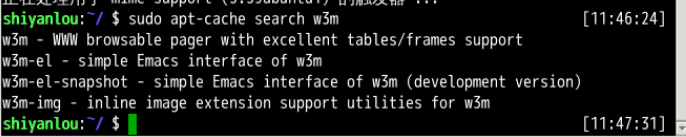 shiyanlou:~/ $ sudo apt-cache search w3m [11:46:24]
w3m - WWW browsable pager with excellent tables/frames support
w3m-el - simple Emacs interface of w3m
w3m-el-snapshot - simple Emacs interface of w3m (development version)
w3m-img - inline image extension support utilities for w3m
shiyanlou:~/ $ [11:47:31]